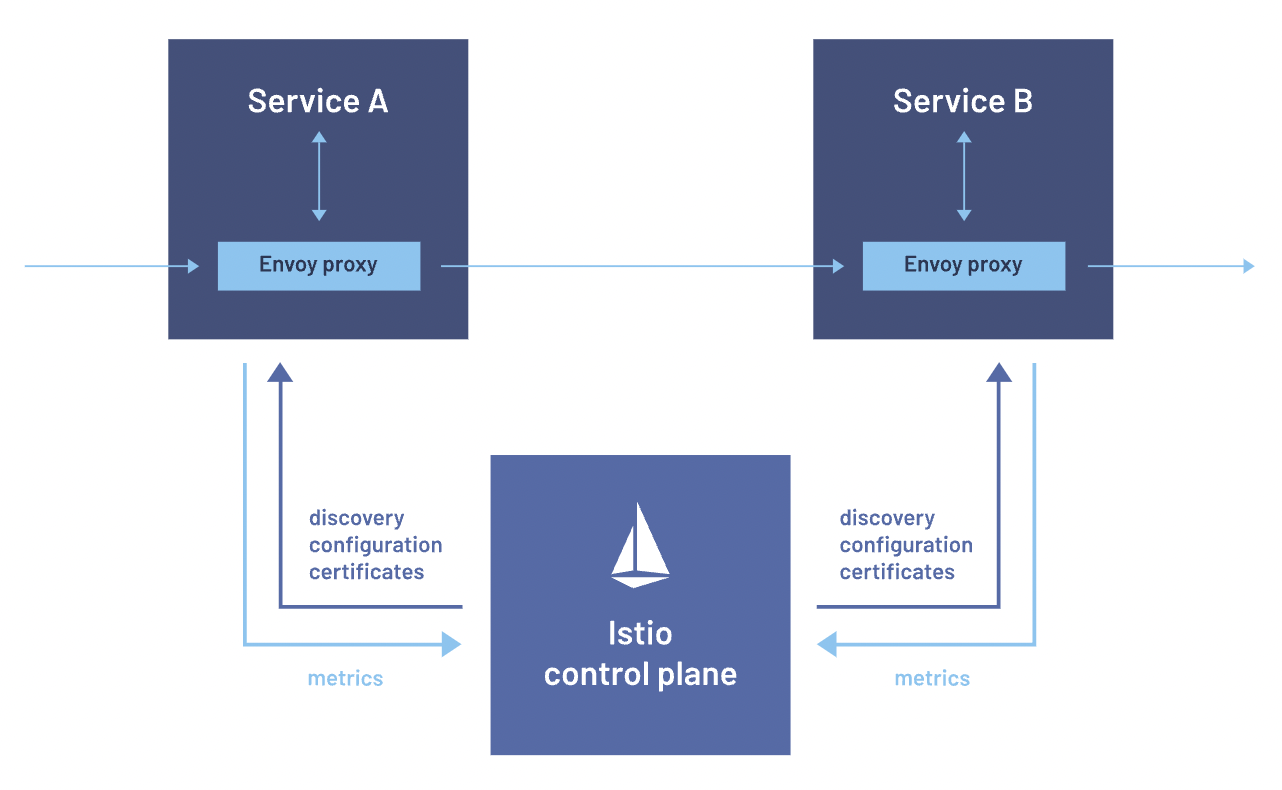 Service A
Envoy proxy
Service B
Envoy proxy
discovery
configuration
certificates
metrics
Istio
control plane
discovery
configuration
certificates
metrics